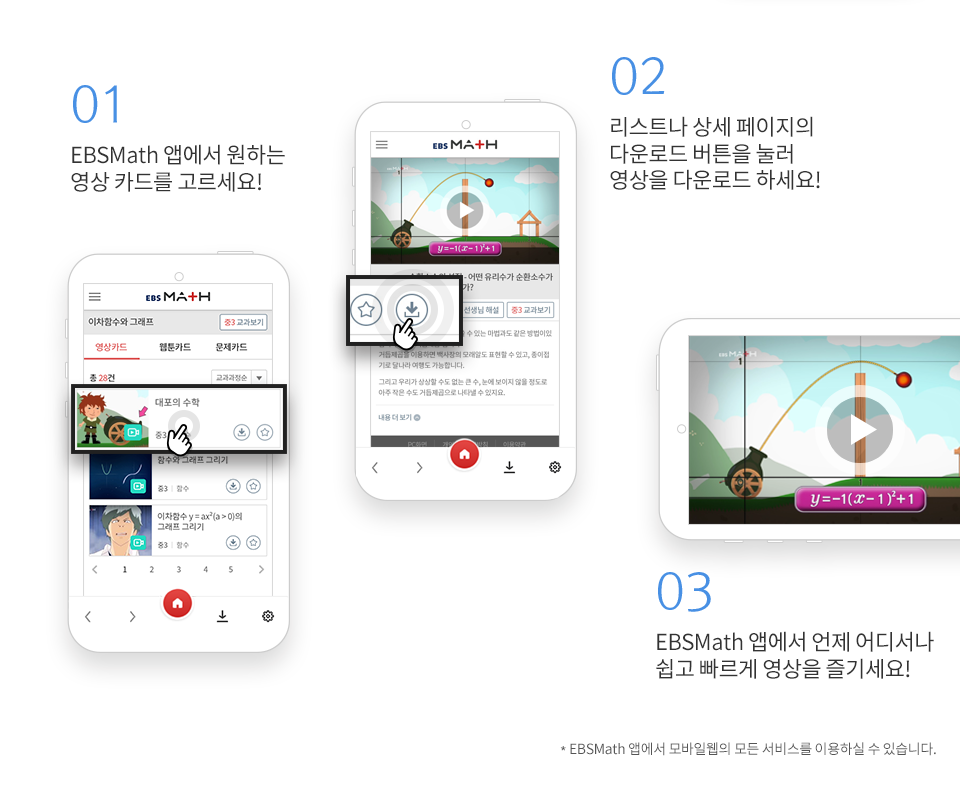 01
EBSMath 앱에서 원하는
영상 카드를 고르세요!
EBS MATH
이차함수와 그래프
중3 교과보기
영상카드 웹툰카드 문제카드
총 28건
교과과정순
대포의 수학
중3
함수와 그래프 그리기
중3 | 함수
이차함수 y = ax²(a > 0)의
그래프 그리기
중3 | 함수
1 2 3 4 5
EBS MATH
y=-1(x-1)²+1
- 어떤 유리수가 순환소수가
가?
선생님 해설
중3 교과보기
수 있는 마법과도 같은 방법이있
거듭제곱를 이용하면 백사장의 모래알도 표현할 수 있고, 종이접
기로 달나라 여행도 가능합니다.
그리고 우리가 상상할 수도 없는 큰 수, 눈에 보이지 않을 정도로
아주 작은 수도 거듭제곱으로 나타낼 수 있지요.
내용 더 보기
PC화면
이용약관
02
리스트나 상세 페이지의
다운로드 버튼을 눌러
영상을 다운로드 하세요!
EBS MATH
y=-1(x-1)²+1
03
EBSMath 앱에서 언제 어디서나
쉽고 빠르게 영상을 즐기세요!
* EBSMath 앱에서 모바일웹의 모든 서비스를 이용하실 수 있습니다.